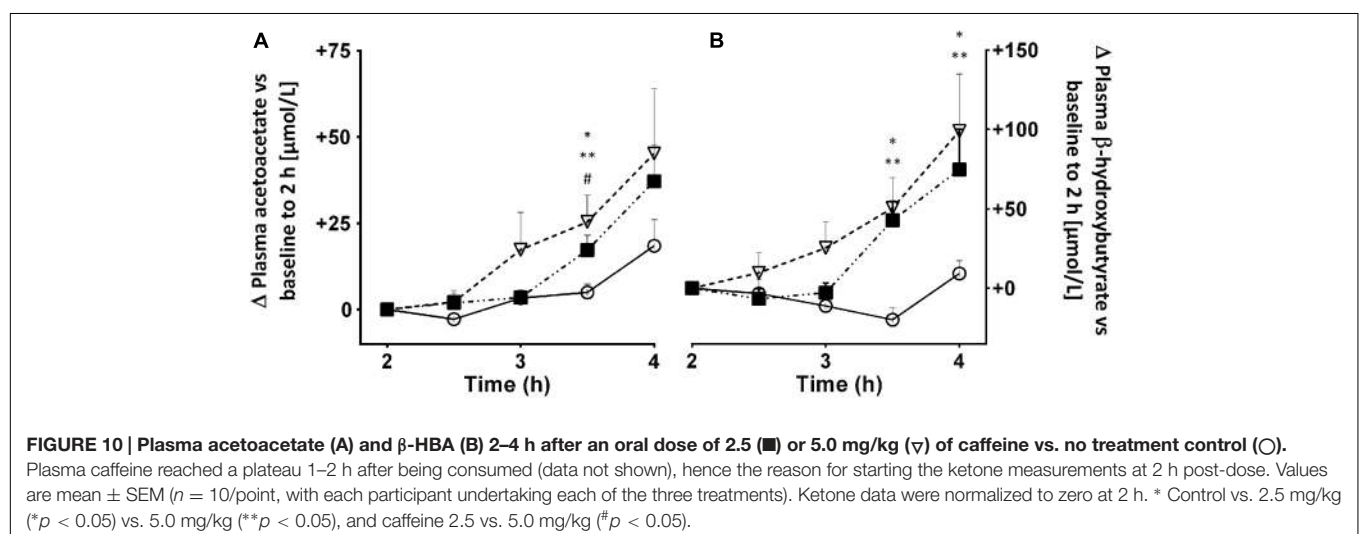 A
B
Δ Plasma acetoacetate vs
baseline to 2 h [µmol/L]
+75
+50
+25
0
*
**
#
2
3
4
Time (h)
*
**
*
**
2
3
4
Time (h)
+150
+100
+50
+0
Δ Plasma β-hydroxybutyrate vs
baseline to 2 h [µmol/L]
FIGURE 10 | Plasma acetoacetate (A) and β-HBA (B) 2–4 h after an oral dose of 2.5 (■) or 5.0 mg/kg (▽) of caffeine vs. no treatment control (○).
Plasma caffeine reached a plateau 1–2 h after being consumed (data not shown), hence the reason for starting the ketone measurements at 2 h post-dose. Values
are mean ± SEM (n = 10/point, with each participant undertaking each of the three treatments). Ketone data were normalized to zero at 2 h. * Control vs. 2.5 mg/kg
(*p < 0.05) vs. 5.0 mg/kg (**p < 0.05), and caffeine 2.5 vs. 5.0 mg/kg (#p < 0.05).